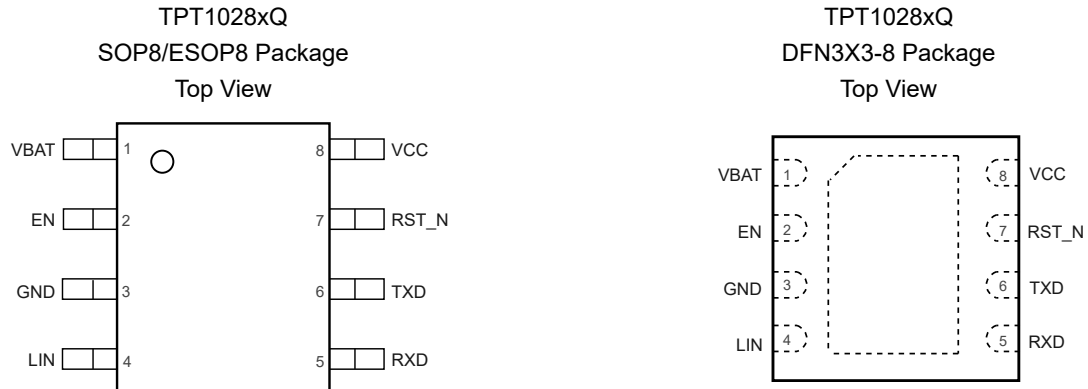 TPT1028xQ
SOP8/ESOP8 Package
Top View
VBAT 1 8 VCC
EN 2 7 RST_N
GND 3 6 TXD
LIN 4 5 RXD
TPT1028xQ
DFN3X3-8 Package
Top View
VBAT 1 8 VCC
EN 2 7 RST_N
GND 3 6 TXD
LIN 4 5 RXD